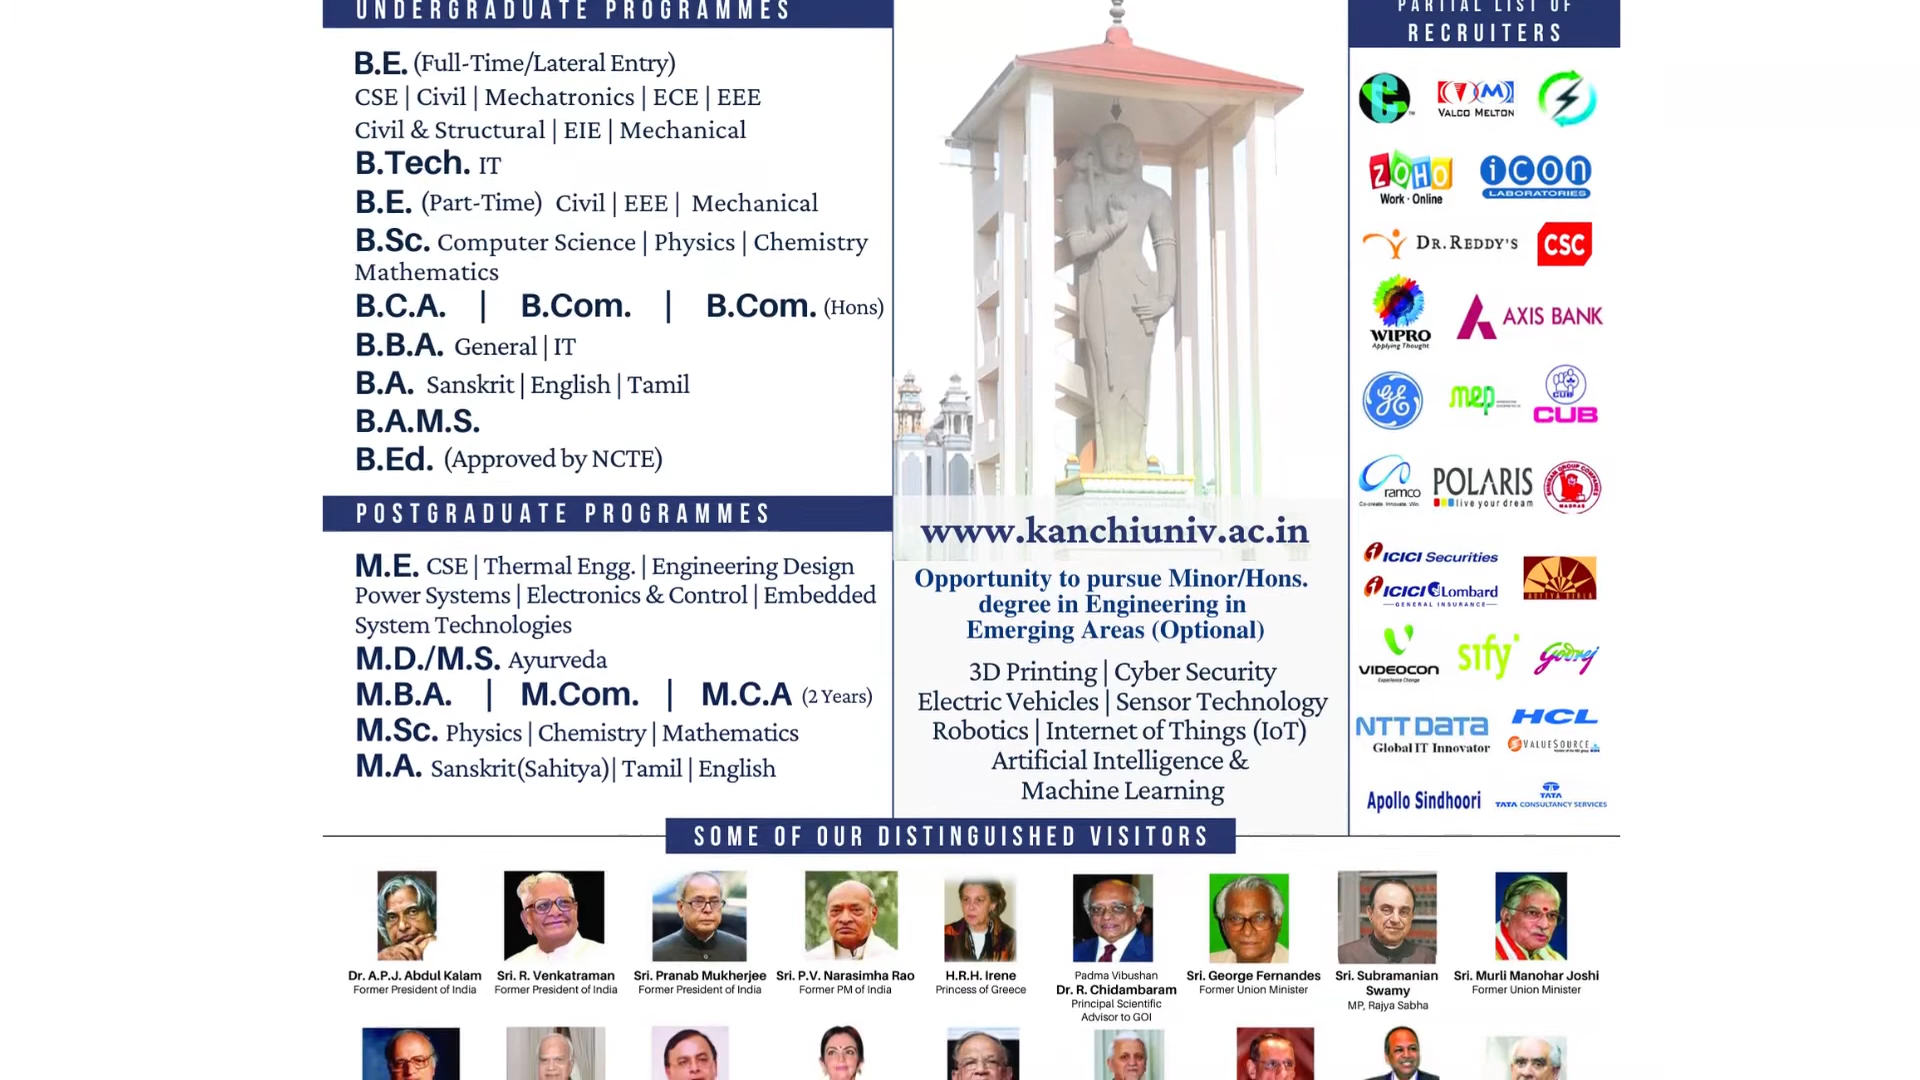 UNDERGRADUATE PROGRAMMES
B.E. (Full-Time/Lateral Entry)
CSE | Civil | Mechatronics | ECE | EEE
Civil & Structural | EIE | Mechanical
B.Tech. IT
B.E. (Part-Time) Civil | EEE | Mechanical
B.Sc. Computer Science | Physics | Chemistry
Mathematics
B.C.A. | B.Com. | B.Com. (Hons)
B.B.A. General | IT
B.A. Sanskrit | English | Tamil
B.A.M.S.
B.Ed. (Approved by NCTE)
POSTGRADUATE PROGRAMMES
M.E. CSE | Thermal Engg. | Engineering Design
Power Systems | Electronics & Control | Embedded
System Technologies
M.D./M.S. Ayurveda
M.B.A. | M.Com. | M.C.A (2 Years)
M.Sc. Physics | Chemistry | Mathematics
M.A. Sanskrit(Sahitya)| Tamil | English
www.kanchiuniv.ac.in
Opportunity to pursue Minor/Hons.
degree in Engineering in
Emerging Areas (Optional)
3D Printing | Cyber Security
Electric Vehicles | Sensor Technology
Robotics | Internet of Things (IoT)
Artificial Intelligence &
Machine Learning
PARTIAL LIST OF
RECRUITERS
VALCO MELTON
ZOHO
Work · Online
icon
LABORATORIES
DR.REDDY'S
CSC
WIPRO
Applying Thought
AXIS BANK
GE
mep
CUB
CUB
ramco
POLARIS
live your dream
ICICI Securities
ICICI Lombard
GENERAL INSURANCE
ADITYA BIRLA
VIDEOCON
Experience Change
sify
Godrej
NTT DATA
Global IT Innovator
HCL
VALUESOURCE
Apollo Sindhoori
TATA
TATA CONSULTANCY SERVICES
SOME OF OUR DISTINGUISHED VISITORS
Dr. A.P.J. Abdul Kalam
Former President of India
Sri. R. Venkatraman
Former President of India
Sri. Pranab Mukherjee
Former President of India
Sri. P.V. Narasimha Rao
Former PM of India
H.R.H. Irene
Princess of Greece
Padma Vibushan
Dr. R. Chidambaram
Principal Scientific
Advisor to GOI
Sri. George Fernandes
Former Union Minister
Sri. Subramanian
Swamy
MP, Rajya Sabha
Sri. Murli Manohar Joshi
Former Union Minister